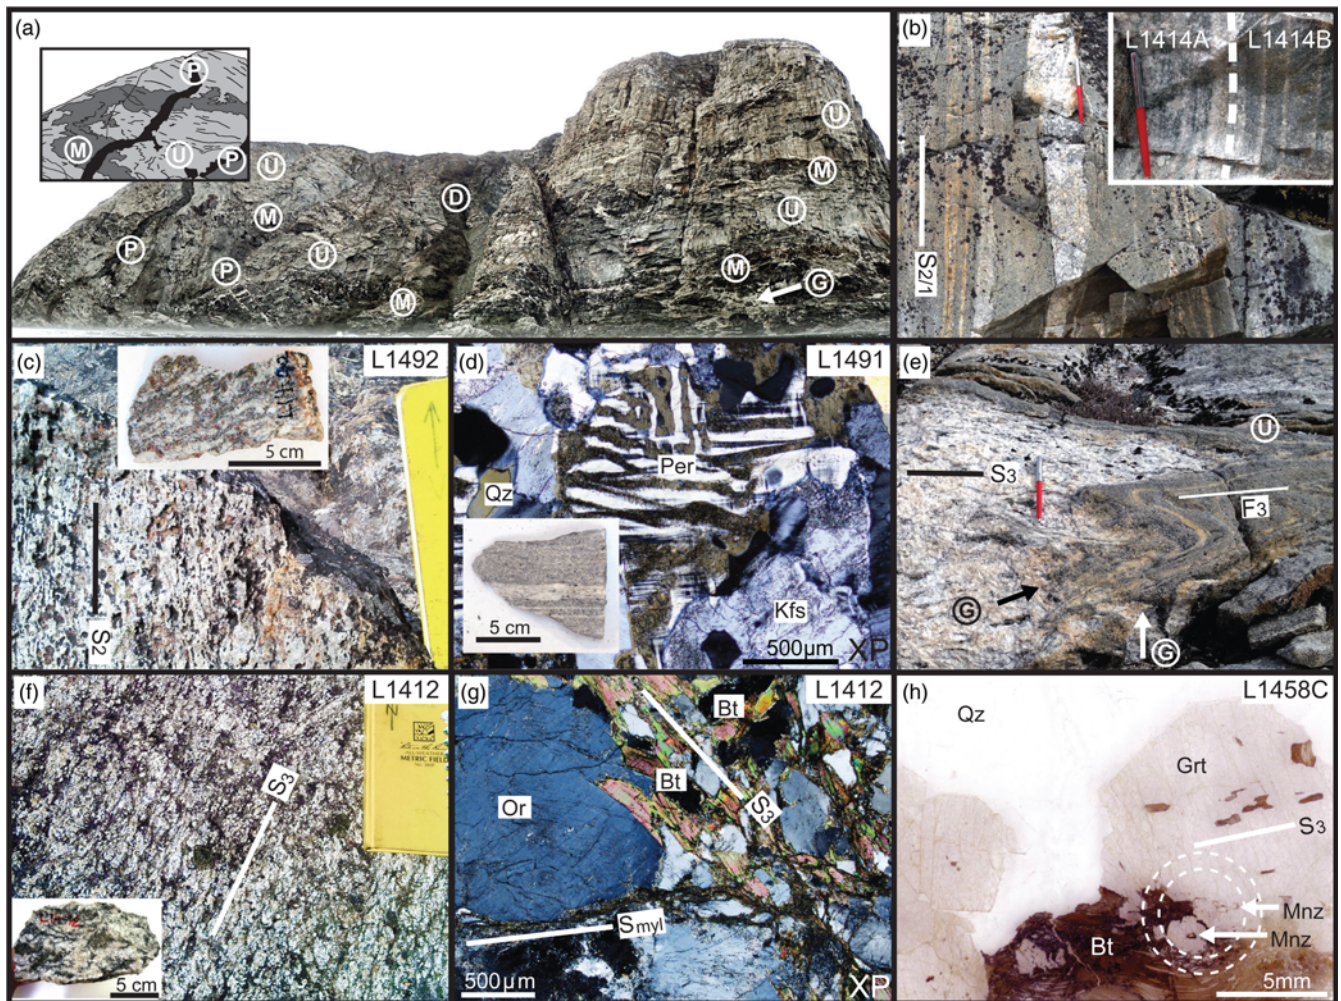 (a)
P
M
U
P
U
M
U
P
P
M
D
U
M
U
M
G
(b)
L1414A
L1414B
S2/1
(c)
L1492
5 cm
S2
(d)
L1491
Per
Qz
Kfs
5 cm
500µm
XP
(e)
U
S3
F3
G
G
(f)
L1412
S3
METRIC FIELD
5 cm
(g)
L1412
Bt
Bt
Or
S3
Smyl
500µm
XP
(h)
L1458C
Qz
Grt
S3
Mnz
Mnz
Bt
5mm